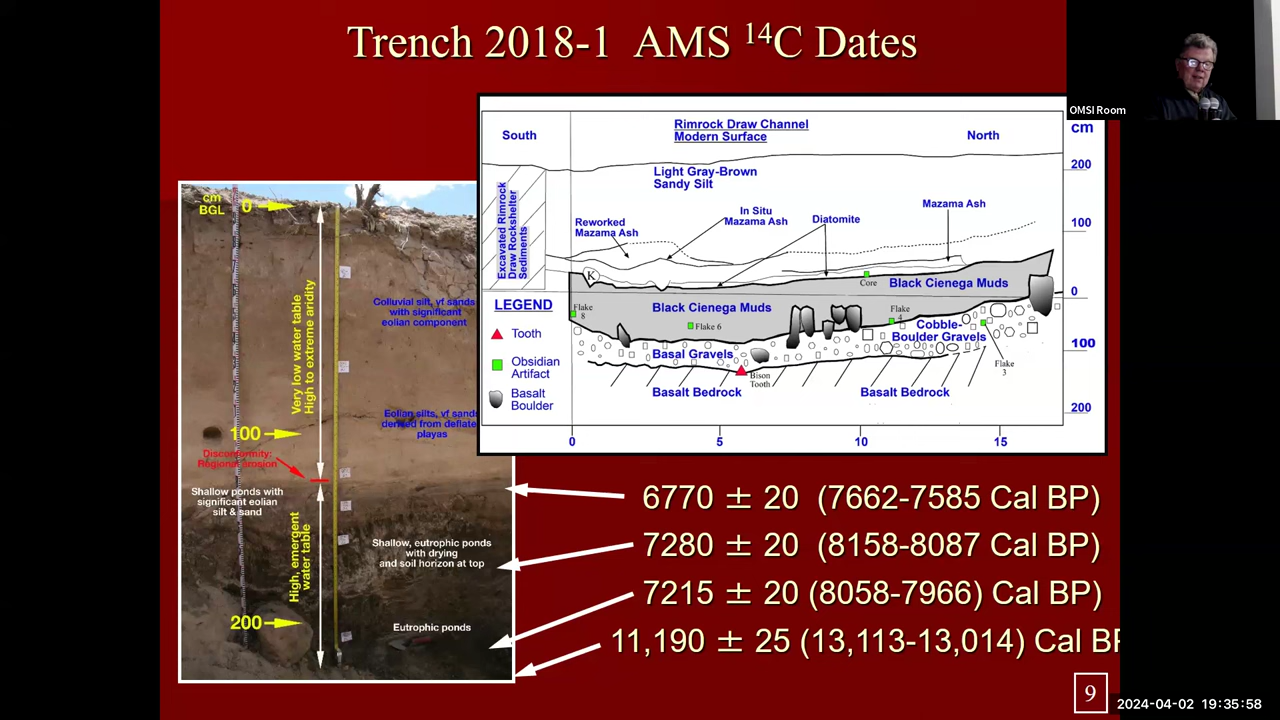 Trench 2018-1 AMS 14C Dates
OMSI Room
Rimrock Draw Channel
Modern Surface
South
North
cm
200
100
0
100
200
Light Gray-Brown
Sandy Silt
Excavated Rimrock
Draw Rockshelter
Sediments
Reworked
Mazama Ash
In Situ
Mazama Ash
Diatomite
Mazama Ash
K
Core
Black Cienega Muds
Black Cienega Muds
Flake
8
Flake 6
Flake
4
Cobble-
Boulder Gravels
Basal Gravels
Flake
3
Bison
Tooth
Basalt Bedrock
Basalt Bedrock
LEGEND
Tooth
Obsidian
Artifact
Basalt
Boulder
0
5
10
15
cm
BGL
0
100
200
Very low water table
High to extreme aridity
Colluvial silt, vf sands
with significant
eolian component
Eolian silts, vf sands
derived from deflate
playas
Disconformity:
Regional erosion
Shallow ponds with
significant eolian
silt & sand
High, emergent
water table
Shallow, eutrophic ponds
with drying
and soil horizon at top
Eutrophic ponds
6770 ± 20 (7662-7585 Cal BP)
7280 ± 20 (8158-8087 Cal BP)
7215 ± 20 (8058-7966) Cal BP)
11,190 ± 25 (13,113-13,014) Cal BP
9
2024-04-02 19:35:58